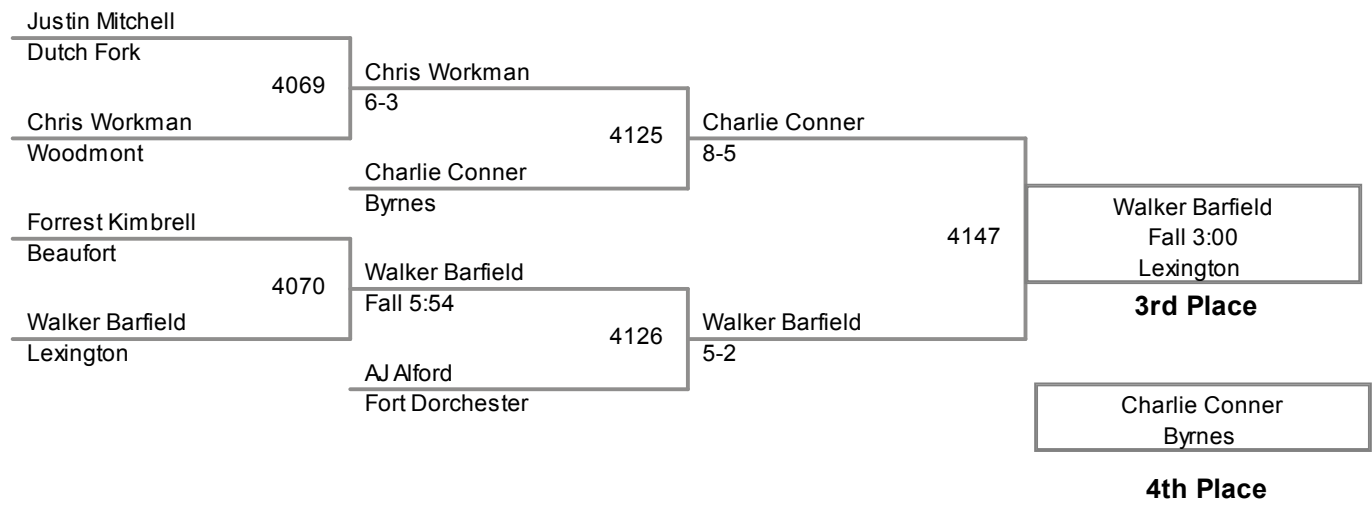 Justin Mitchell
Dutch Fork
4069
Chris Workman
Woodmont
Forrest Kimbrell
Beaufort
4070
Walker Barfield
Lexington
Chris Workman
6-3
4125
Charlie Conner
Byrnes
Walker Barfield
Fall 5:54
4126
AJ Alford
Fort Dorchester
Charlie Conner
8-5
4147
Walker Barfield
5-2
Walker Barfield
Fall 3:00
Lexington
3rd Place
Charlie Conner
Byrnes
4th Place